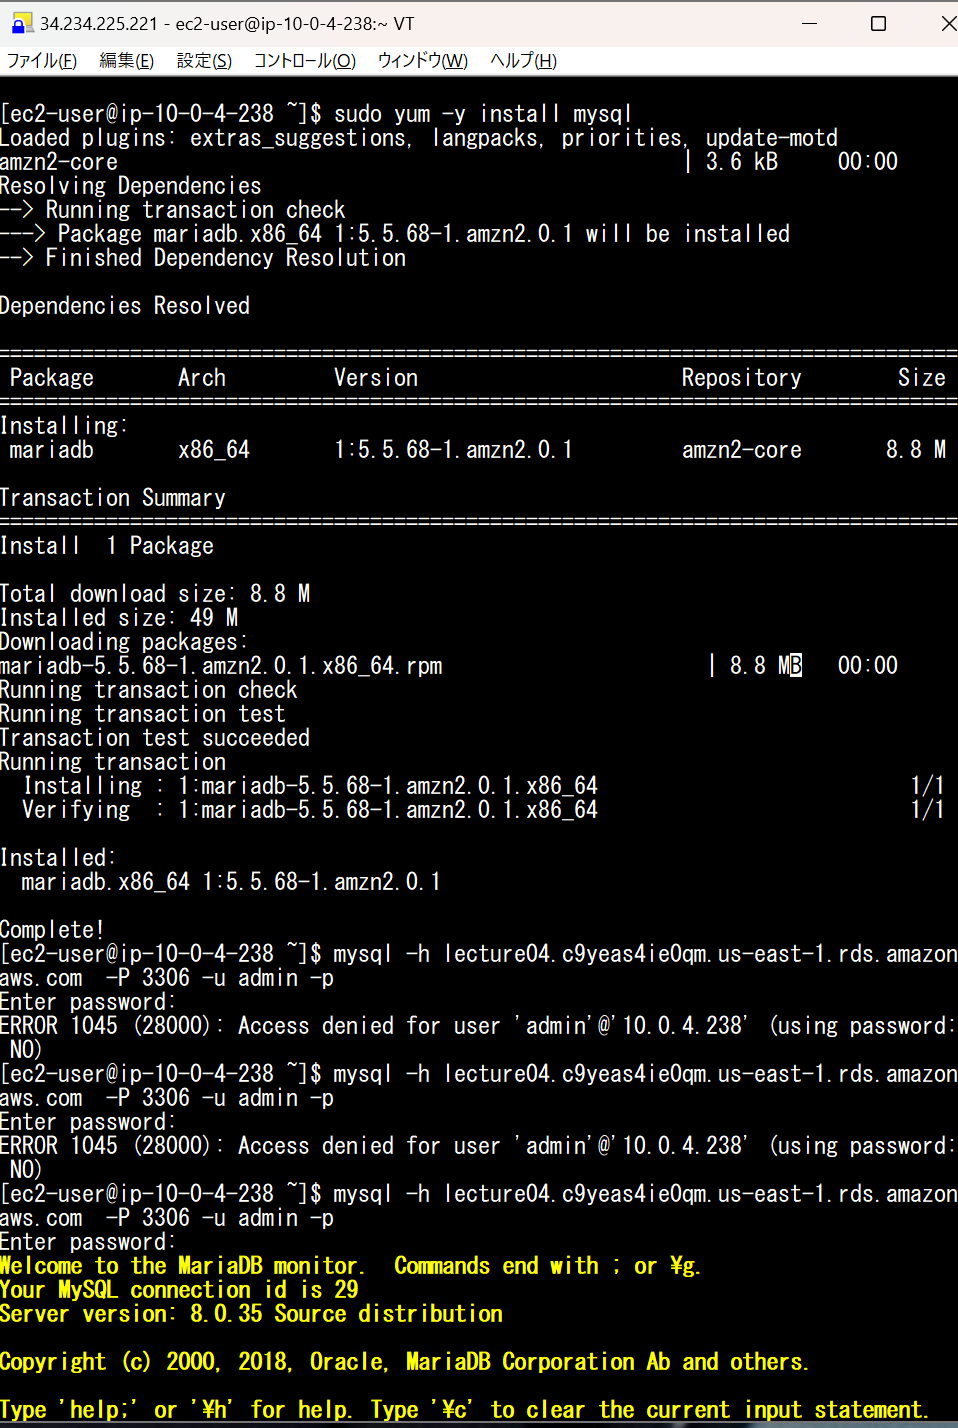 34.234.225.221 - ec2-user@ip-10-0-4-238:~ VT
ファイル(F) 編集(E) 設定(S) コントロール(O) ウィンドウ(W) ヘルプ(H)
[ec2-user@ip-10-0-4-238 ~]$ sudo yum -y install mysql
Loaded plugins: extras_suggestions, langpacks, priorities, update-motd
amzn2-core | 3.6 kB 00:00
Resolving Dependencies
--> Running transaction check
---> Package mariadb.x86_64 1:5.5.68-1.amzn2.0.1 will be installed
--> Finished Dependency Resolution
Dependencies Resolved
================================================================================
Package Arch Version Repository Size
================================================================================
Installing:
mariadb x86_64 1:5.5.68-1.amzn2.0.1 amzn2-core 8.8 M
Transaction Summary
================================================================================
Install 1 Package
Total download size: 8.8 M
Installed size: 49 M
Downloading packages:
mariadb-5.5.68-1.amzn2.0.1.x86_64.rpm | 8.8 MB 00:00
Running transaction check
Running transaction test
Transaction test succeeded
Running transaction
Installing : 1:mariadb-5.5.68-1.amzn2.0.1.x86_64 1/1
Verifying : 1:mariadb-5.5.68-1.amzn2.0.1.x86_64 1/1
Installed:
mariadb.x86_64 1:5.5.68-1.amzn2.0.1
Complete!
[ec2-user@ip-10-0-4-238 ~]$ mysql -h lecture04.c9yeas4ie0qm.us-east-1.rds.amazon
aws.com -P 3306 -u admin -p
Enter password:
ERROR 1045 (28000): Access denied for user 'admin'@'10.0.4.238' (using password:
NO)
[ec2-user@ip-10-0-4-238 ~]$ mysql -h lecture04.c9yeas4ie0qm.us-east-1.rds.amazon
aws.com -P 3306 -u admin -p
Enter password:
ERROR 1045 (28000): Access denied for user 'admin'@'10.0.4.238' (using password:
NO)
[ec2-user@ip-10-0-4-238 ~]$ mysql -h lecture04.c9yeas4ie0qm.us-east-1.rds.amazon
aws.com -P 3306 -u admin -p
Enter password:
Welcome to the MariaDB monitor. Commands end with ; or ¥g.
Your MySQL connection id is 29
Server version: 8.0.35 Source distribution
Copyright (c) 2000, 2018, Oracle, MariaDB Corporation Ab and others.
Type 'help;' or '¥h' for help. Type '¥c' to clear the current input statement.